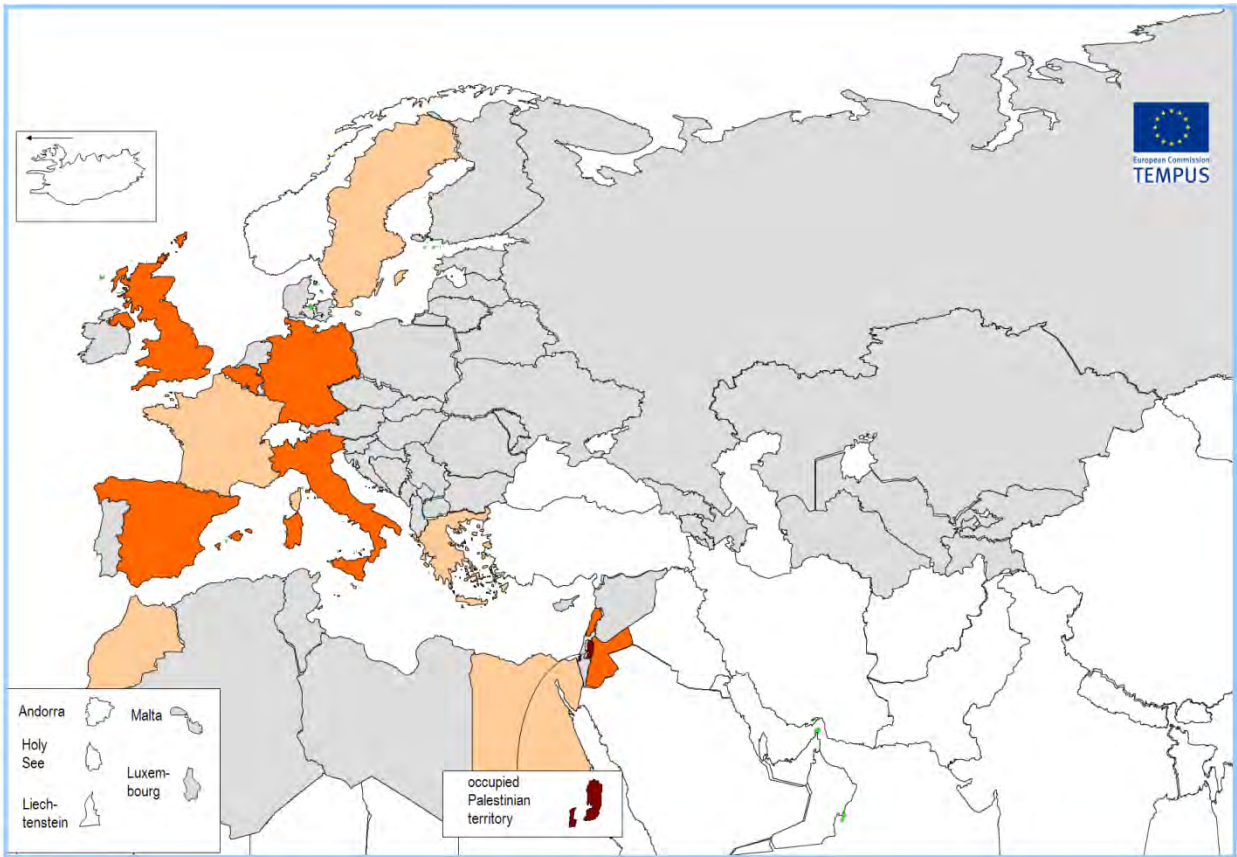 European Commission
TEMPUS
Andorra
Malta
Holy
See
Luxem-
bourg
Liech-
tenstein
occupied
Palestinian
territory